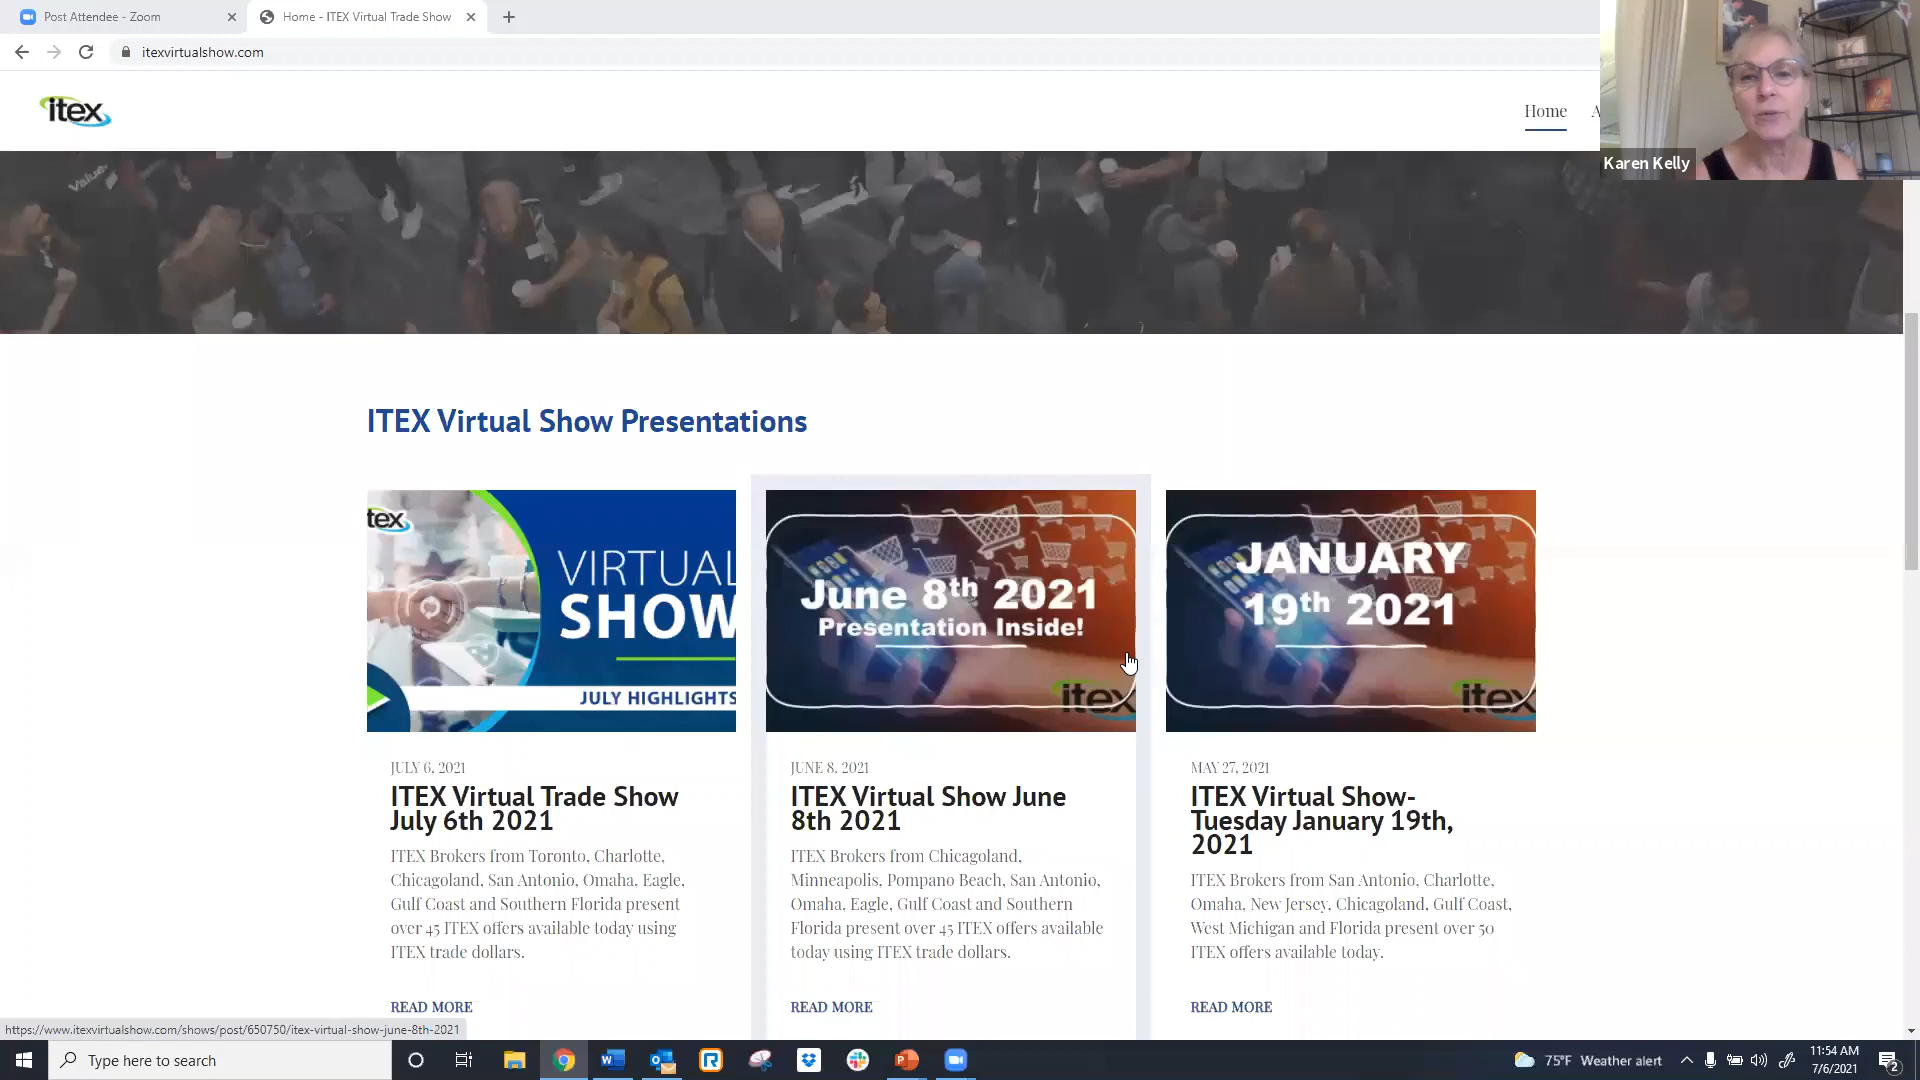 Post Attendee - Zoom
Home - ITEX Virtual Trade Show
itexvirtualshow.com
itex
Home
A
Karen Kelly
Value
ITEX Virtual Show Presentations
tex
VIRTUAL
SHOW
JULY HIGHLIGHTS
June 8th 2021
Presentation Inside!
itex
JANUARY
19th 2021
itex
JULY 6, 2021
ITEX Virtual Trade Show
July 6th 2021
ITEX Brokers from Toronto, Charlotte,
Chicagoland, San Antonio, Omaha, Eagle,
Gulf Coast and Southern Florida present
over 45 ITEX offers available today using
ITEX trade dollars.
READ MORE
JUNE 8, 2021
ITEX Virtual Show June
8th 2021
ITEX Brokers from Chicagoland,
Minneapolis, Pompano Beach, San Antonio,
Omaha, Eagle, Gulf Coast and Southern
Florida present over 45 ITEX offers available
today using ITEX trade dollars.
READ MORE
MAY 27, 2021
ITEX Virtual Show-
Tuesday January 19th,
2021
ITEX Brokers from San Antonio, Charlotte,
Omaha, New Jersey, Chicagoland, Gulf Coast,
West Michigan and Florida present over 50
ITEX offers available today.
READ MORE
https://www.itexvirtualshow.com/shows/post/650750/itex-virtual-show-june-8th-2021
Type here to search
75°F Weather alert
11:54 AM
7/6/2021
2